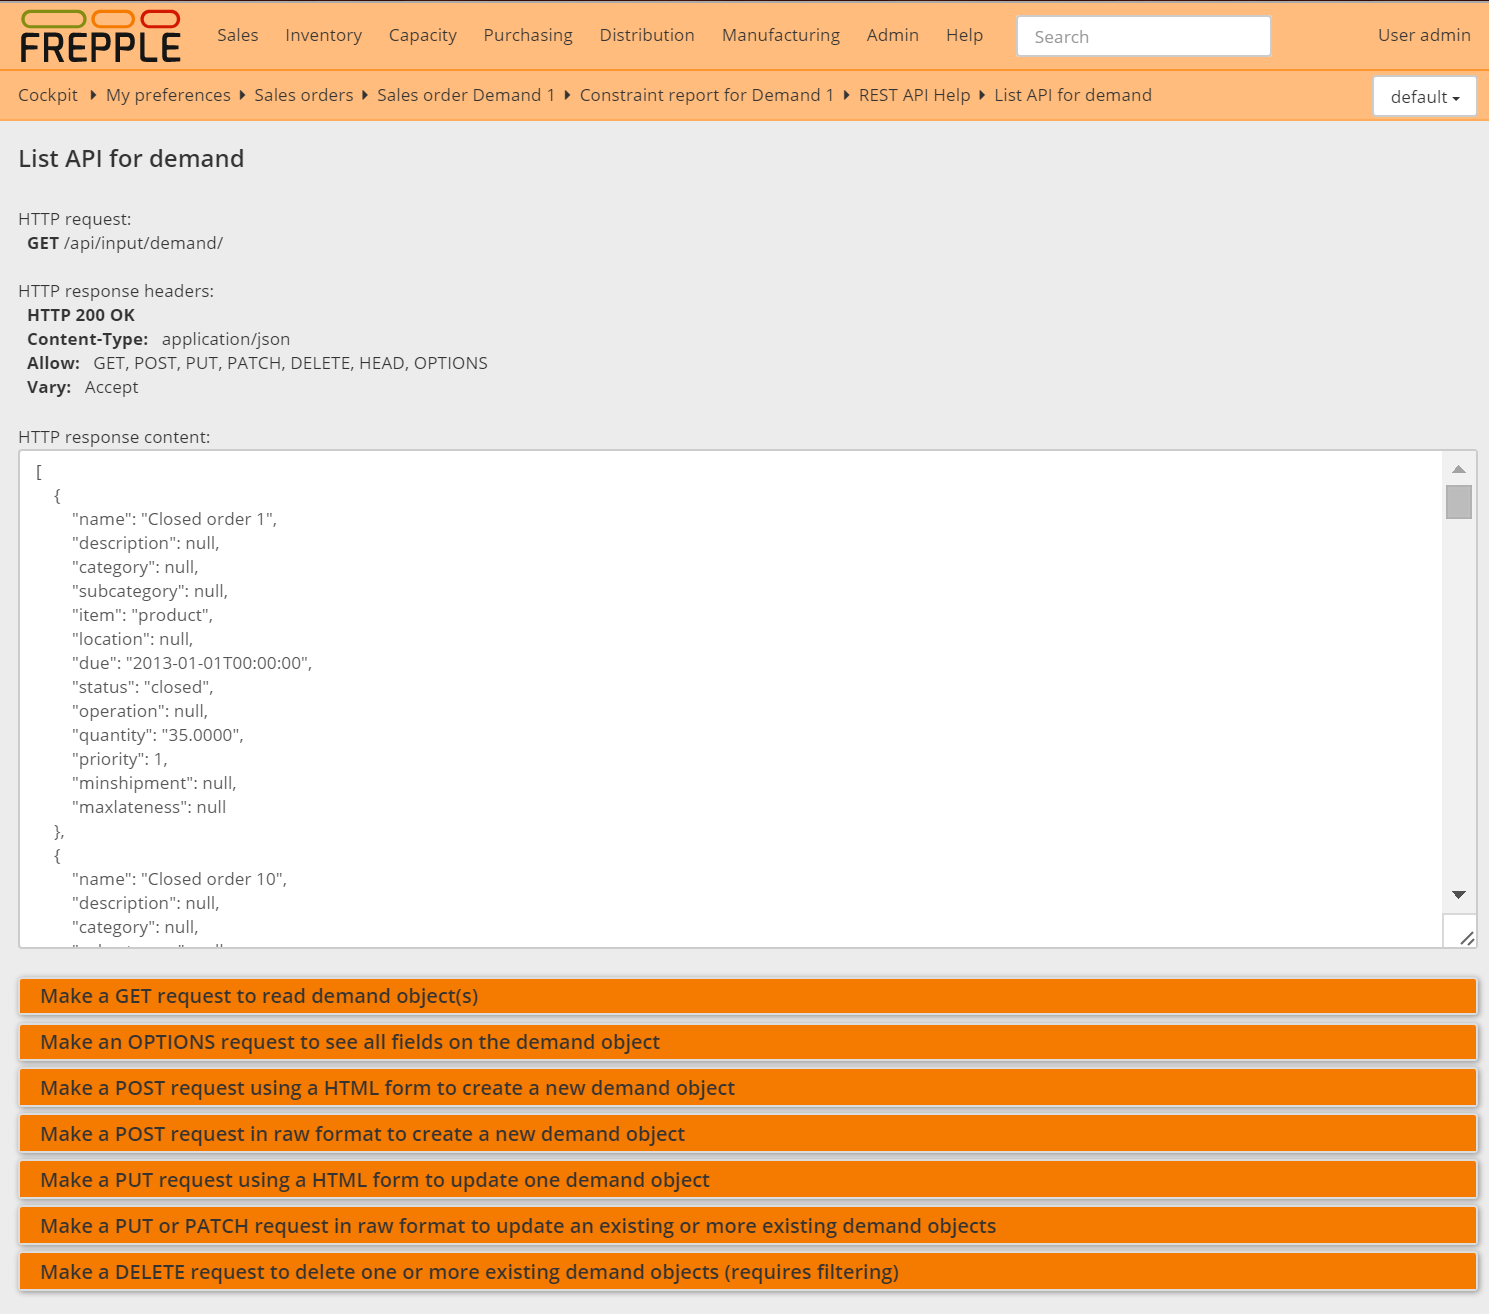 FREPPLE
Sales Inventory Capacity Purchasing Distribution Manufacturing Admin Help Search User admin
Cockpit My preferences Sales orders Sales order Demand 1 Constraint report for Demand 1 REST API Help List API for demand default
List API for demand
HTTP request:
GET /api/input/demand/
HTTP response headers:
HTTP 200 OK
Content-Type: application/json
Allow: GET, POST, PUT, PATCH, DELETE, HEAD, OPTIONS
Vary: Accept
HTTP response content:
[
{
"name": "Closed order 1",
"description": null,
"category": null,
"subcategory": null,
"item": "product",
"location": null,
"due": "2013-01-01T00:00:00",
"status": "closed",
"operation": null,
"quantity": "35.0000",
"priority": 1,
"minshipment": null,
"maxlateness": null
},
{
"name": "Closed order 10",
"description": null,
"category": null,
Make a GET request to read demand object(s)
Make an OPTIONS request to see all fields on the demand object
Make a POST request using a HTML form to create a new demand object
Make a POST request in raw format to create a new demand object
Make a PUT request using a HTML form to update one demand object
Make a PUT or PATCH request in raw format to update an existing or more existing demand objects
Make a DELETE request to delete one or more existing demand objects (requires filtering)